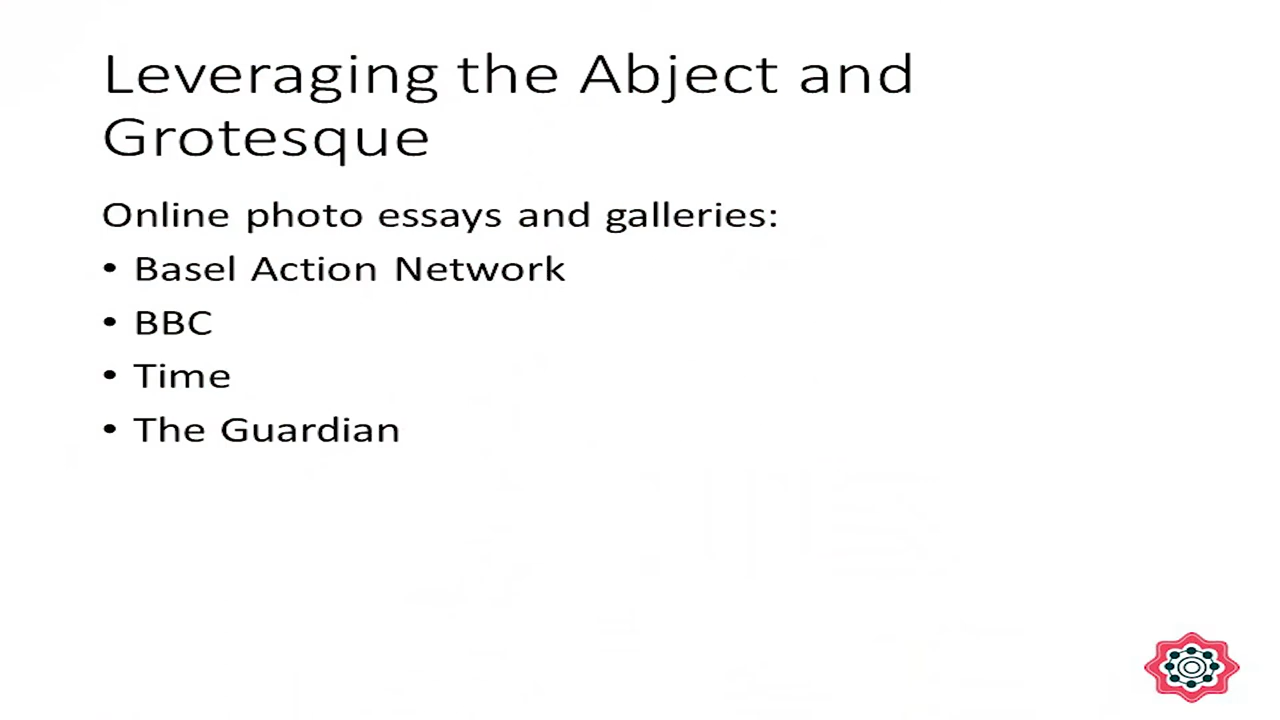 Leveraging the Abject and
Grotesque
Online photo essays and galleries:
• Basel Action Network
• BBC
• Time
• The Guardian